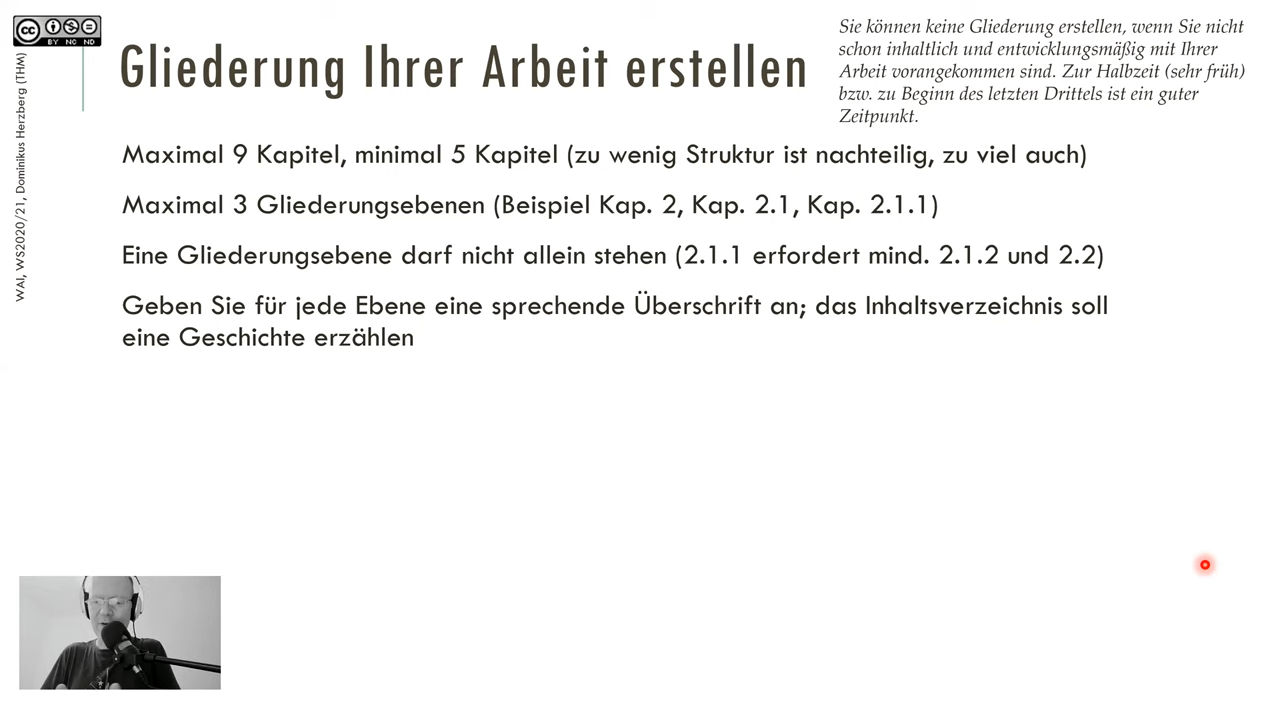 CC BY NC ND
WAI, WS2020/21, Dominikus Herzberg (THM)
Gliederung Ihrer Arbeit erstellen
Sie können keine Gliederung erstellen, wenn Sie nicht
schon inhaltlich und entwicklungsmäßig mit Ihrer
Arbeit vorangekommen sind. Zur Halbzeit (sehr früh)
bzw. zu Beginn des letzten Drittels ist ein guter
Zeitpunkt.
Maximal 9 Kapitel, minimal 5 Kapitel (zu wenig Struktur ist nachteilig, zu viel auch)
Maximal 3 Gliederungsebenen (Beispiel Kap. 2, Kap. 2.1, Kap. 2.1.1)
Eine Gliederungsebene darf nicht allein stehen (2.1.1 erfordert mind. 2.1.2 und 2.2)
Geben Sie für jede Ebene eine sprechende Überschrift an; das Inhaltsverzeichnis soll
eine Geschichte erzählen